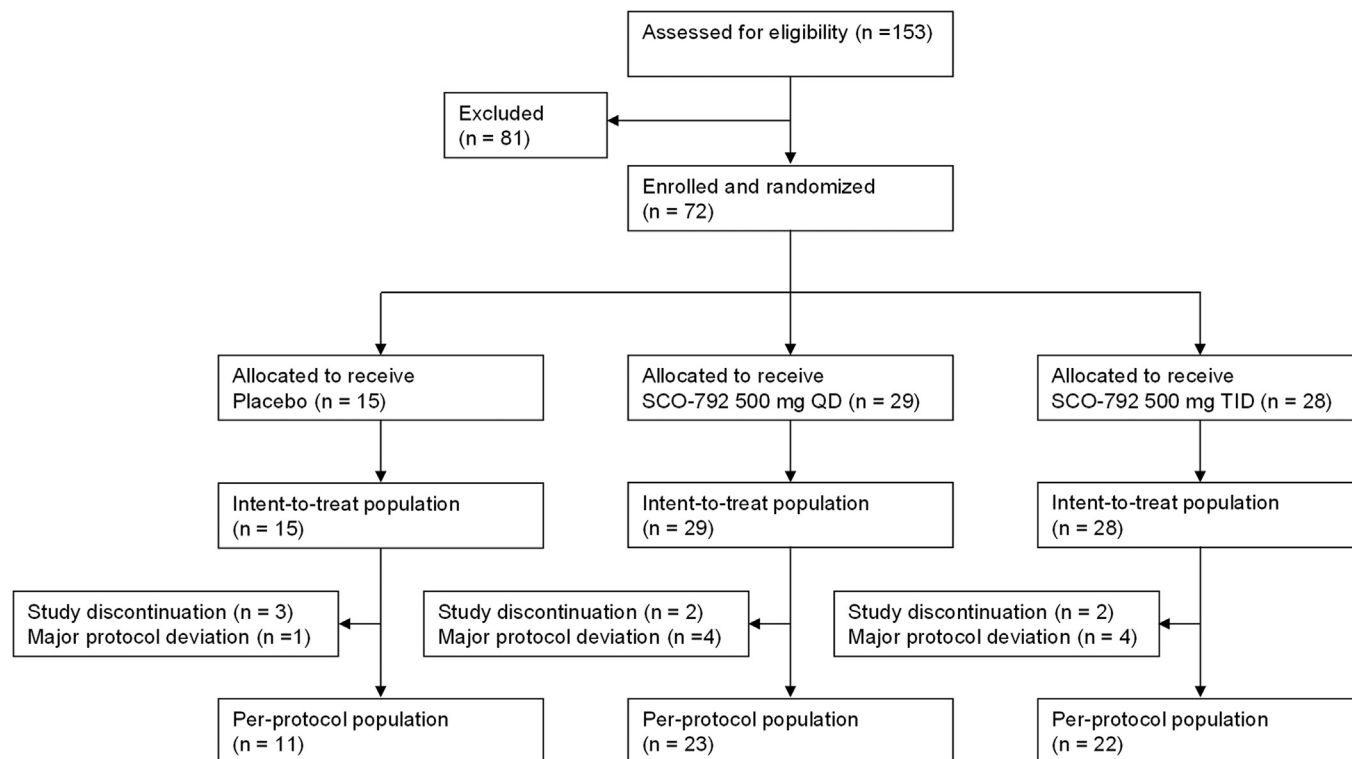 Assessed for eligibility (n =153)
Excluded
(n = 81)
Enrolled and randomized
(n = 72)
Allocated to receive
Placebo (n = 15)
Allocated to receive
SCO-792 500 mg QD (n = 29)
Allocated to receive
SCO-792 500 mg TID (n = 28)
Intent-to-treat population
(n = 15)
Intent-to-treat population
(n = 29)
Intent-to-treat population
(n = 28)
Study discontinuation (n = 3)
Major protocol deviation (n =1)
Study discontinuation (n = 2)
Major protocol deviation (n =4)
Study discontinuation (n = 2)
Major protocol deviation (n = 4)
Per-protocol population
(n = 11)
Per-protocol population
(n = 23)
Per-protocol population
(n = 22)